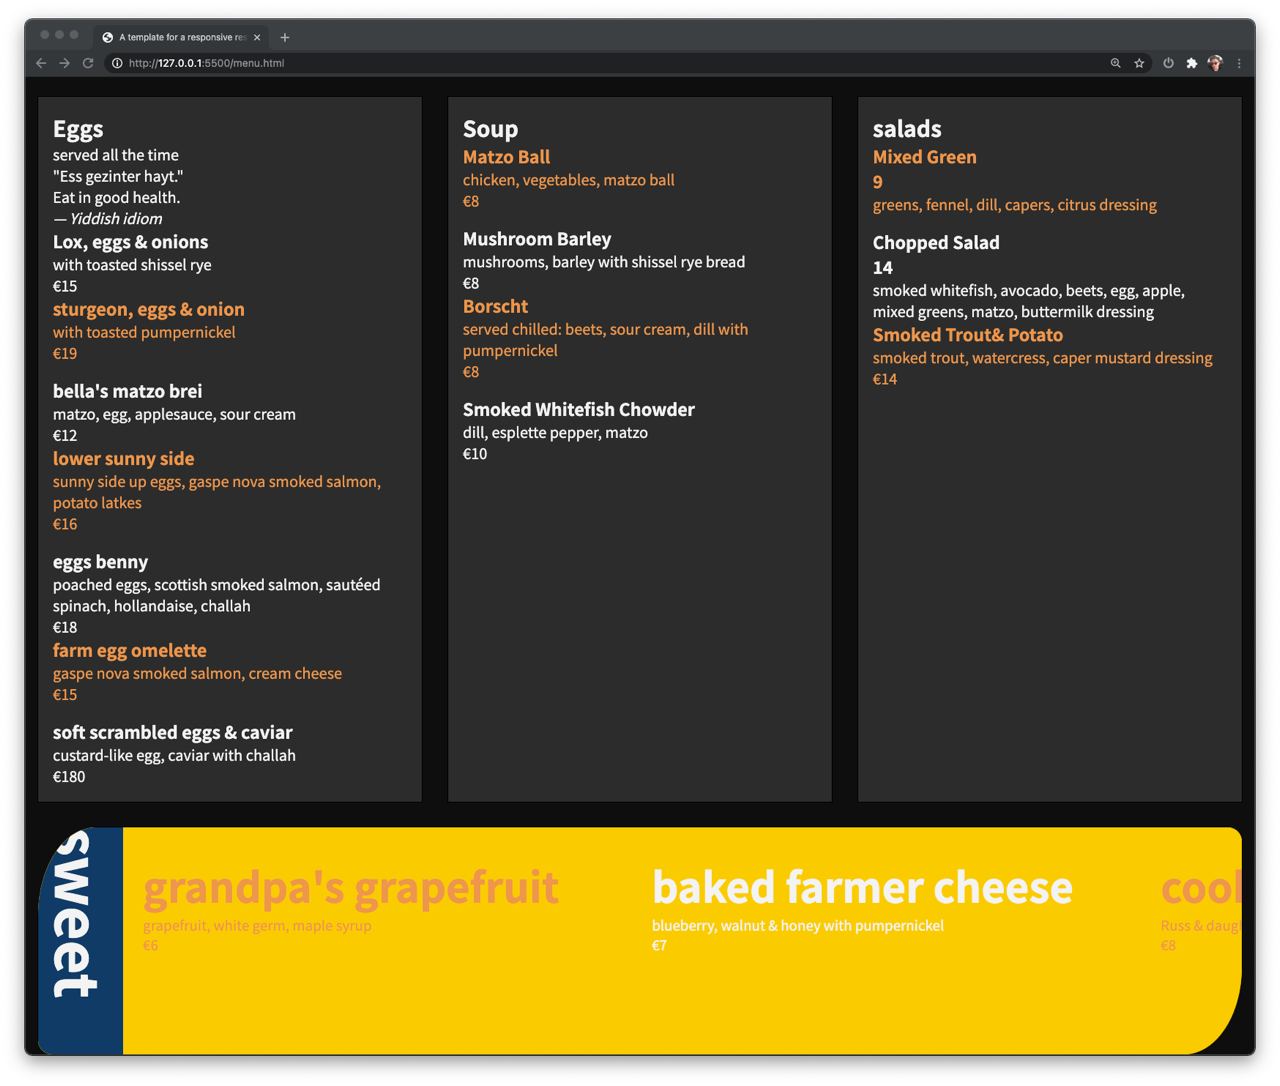 A template for a responsive res
http://127.0.0.1:5500/menu.html
Eggs
served all the time
"Ess gezinter hayt."
Eat in good health.
— Yiddish idiom
Lox, eggs & onions
with toasted shissel rye
€15
sturgeon, eggs & onion
with toasted pumpernickel
€19
bella's matzo brei
matzo, egg, applesauce, sour cream
€12
lower sunny side
sunny side up eggs, gaspe nova smoked salmon,
potato latkes
€16
eggs benny
poached eggs, scottish smoked salmon, sautéed
spinach, hollandaise, challah
€18
farm egg omelette
gaspe nova smoked salmon, cream cheese
€15
soft scrambled eggs & caviar
custard-like egg, caviar with challah
€180
Soup
Matzo Ball
chicken, vegetables, matzo ball
€8
Mushroom Barley
mushrooms, barley with shissel rye bread
€8
Borscht
served chilled: beets, sour cream, dill with
pumpernickel
€8
Smoked Whitefish Chowder
dill, esplette pepper, matzo
€10
salads
Mixed Green
9
greens, fennel, dill, capers, citrus dressing
Chopped Salad
14
smoked whitefish, avocado, beets, egg, apple,
mixed greens, matzo, buttermilk dressing
Smoked Trout& Potato
smoked trout, watercress, caper mustard dressing
€14
sweet
grandpa's grapefruit
grapefruit, white germ, maple syrup
€6
baked farmer cheese
blueberry, walnut & honey with pumpernickel
€7
cool
Russ & daugl
€8